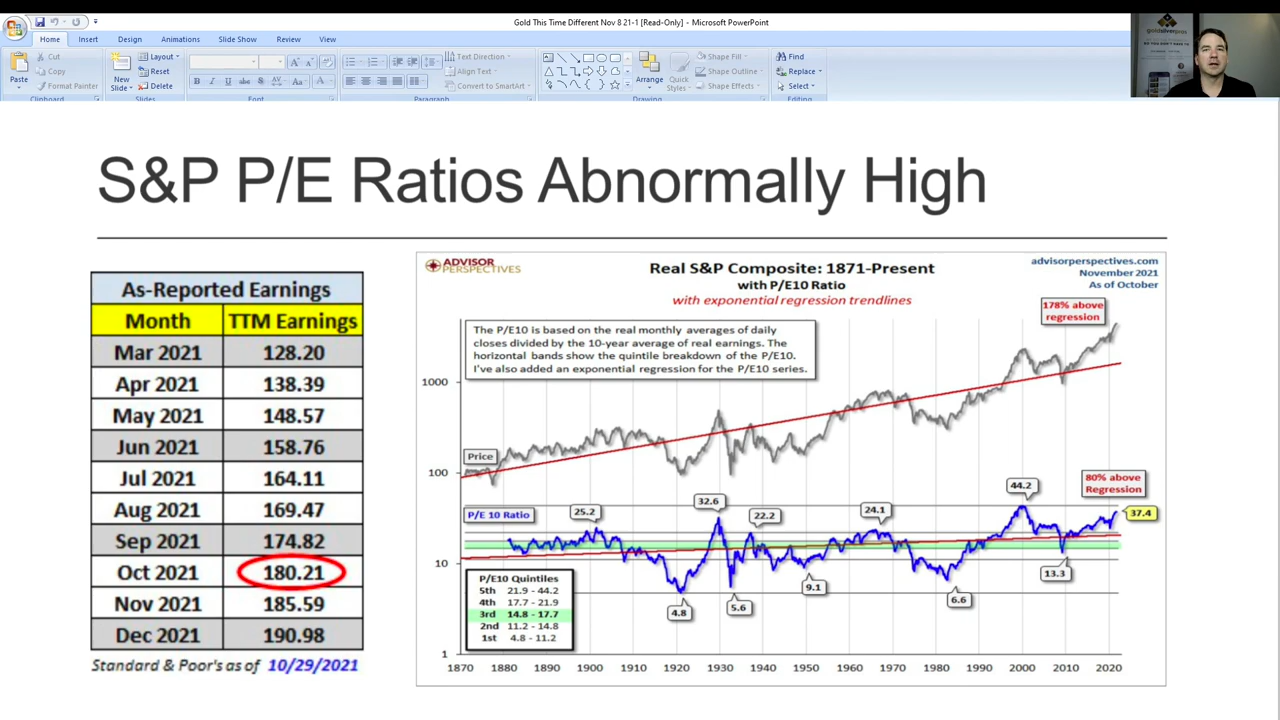 Gold This Time Different Nov 8 21-1 [Read-Only] - Microsoft PowerPoint
Home Insert Design Animations Slide Show Review View
Cut
Copy
Format Painter
Paste
Clipboard
New Slide
Layout
Reset
Delete
Slides
B I U abc S AV Aa A
Font
Text Direction
Align Text
Convert to SmartArt
Paragraph
Arrange
Quick Styles
Shape Fill
Shape Outline
Shape Effects
Drawing
Find
Replace
Select
Editing
S&P P/E Ratios Abnormally High
As-Reported Earnings
Month TTM Earnings
Mar 2021 128.20
Apr 2021 138.39
May 2021 148.57
Jun 2021 158.76
Jul 2021 164.11
Aug 2021 169.47
Sep 2021 174.82
Oct 2021 180.21
Nov 2021 185.59
Dec 2021 190.98
Standard & Poor's as of 10/29/2021
ADVISOR
PERSPECTIVES
Real S&P Composite: 1871-Present
with P/E10 Ratio
with exponential regression trendlines
advisorperspectives.com
November 2021
As of October
178% above
regression
The P/E10 is based on the real monthly averages of daily
closes divided by the 10-year average of real earnings. The
horizontal bands show the quintile breakdown of the P/E10.
I've also added an exponential regression for the P/E10 series.
1000
100
10
1
Price
P/E 10 Ratio
25.2
32.6
22.2
24.1
44.2
80% above
Regression
37.4
4.8
5.6
9.1
6.6
13.3
P/E10 Quintiles
5th 21.9 - 44.2
4th 17.7 - 21.9
3rd 14.8 - 17.7
2nd 11.2 - 14.8
1st 4.8 - 11.2
1870 1880 1890 1900 1910 1920 1930 1940 1950 1960 1970 1980 1990 2000 2010 2020